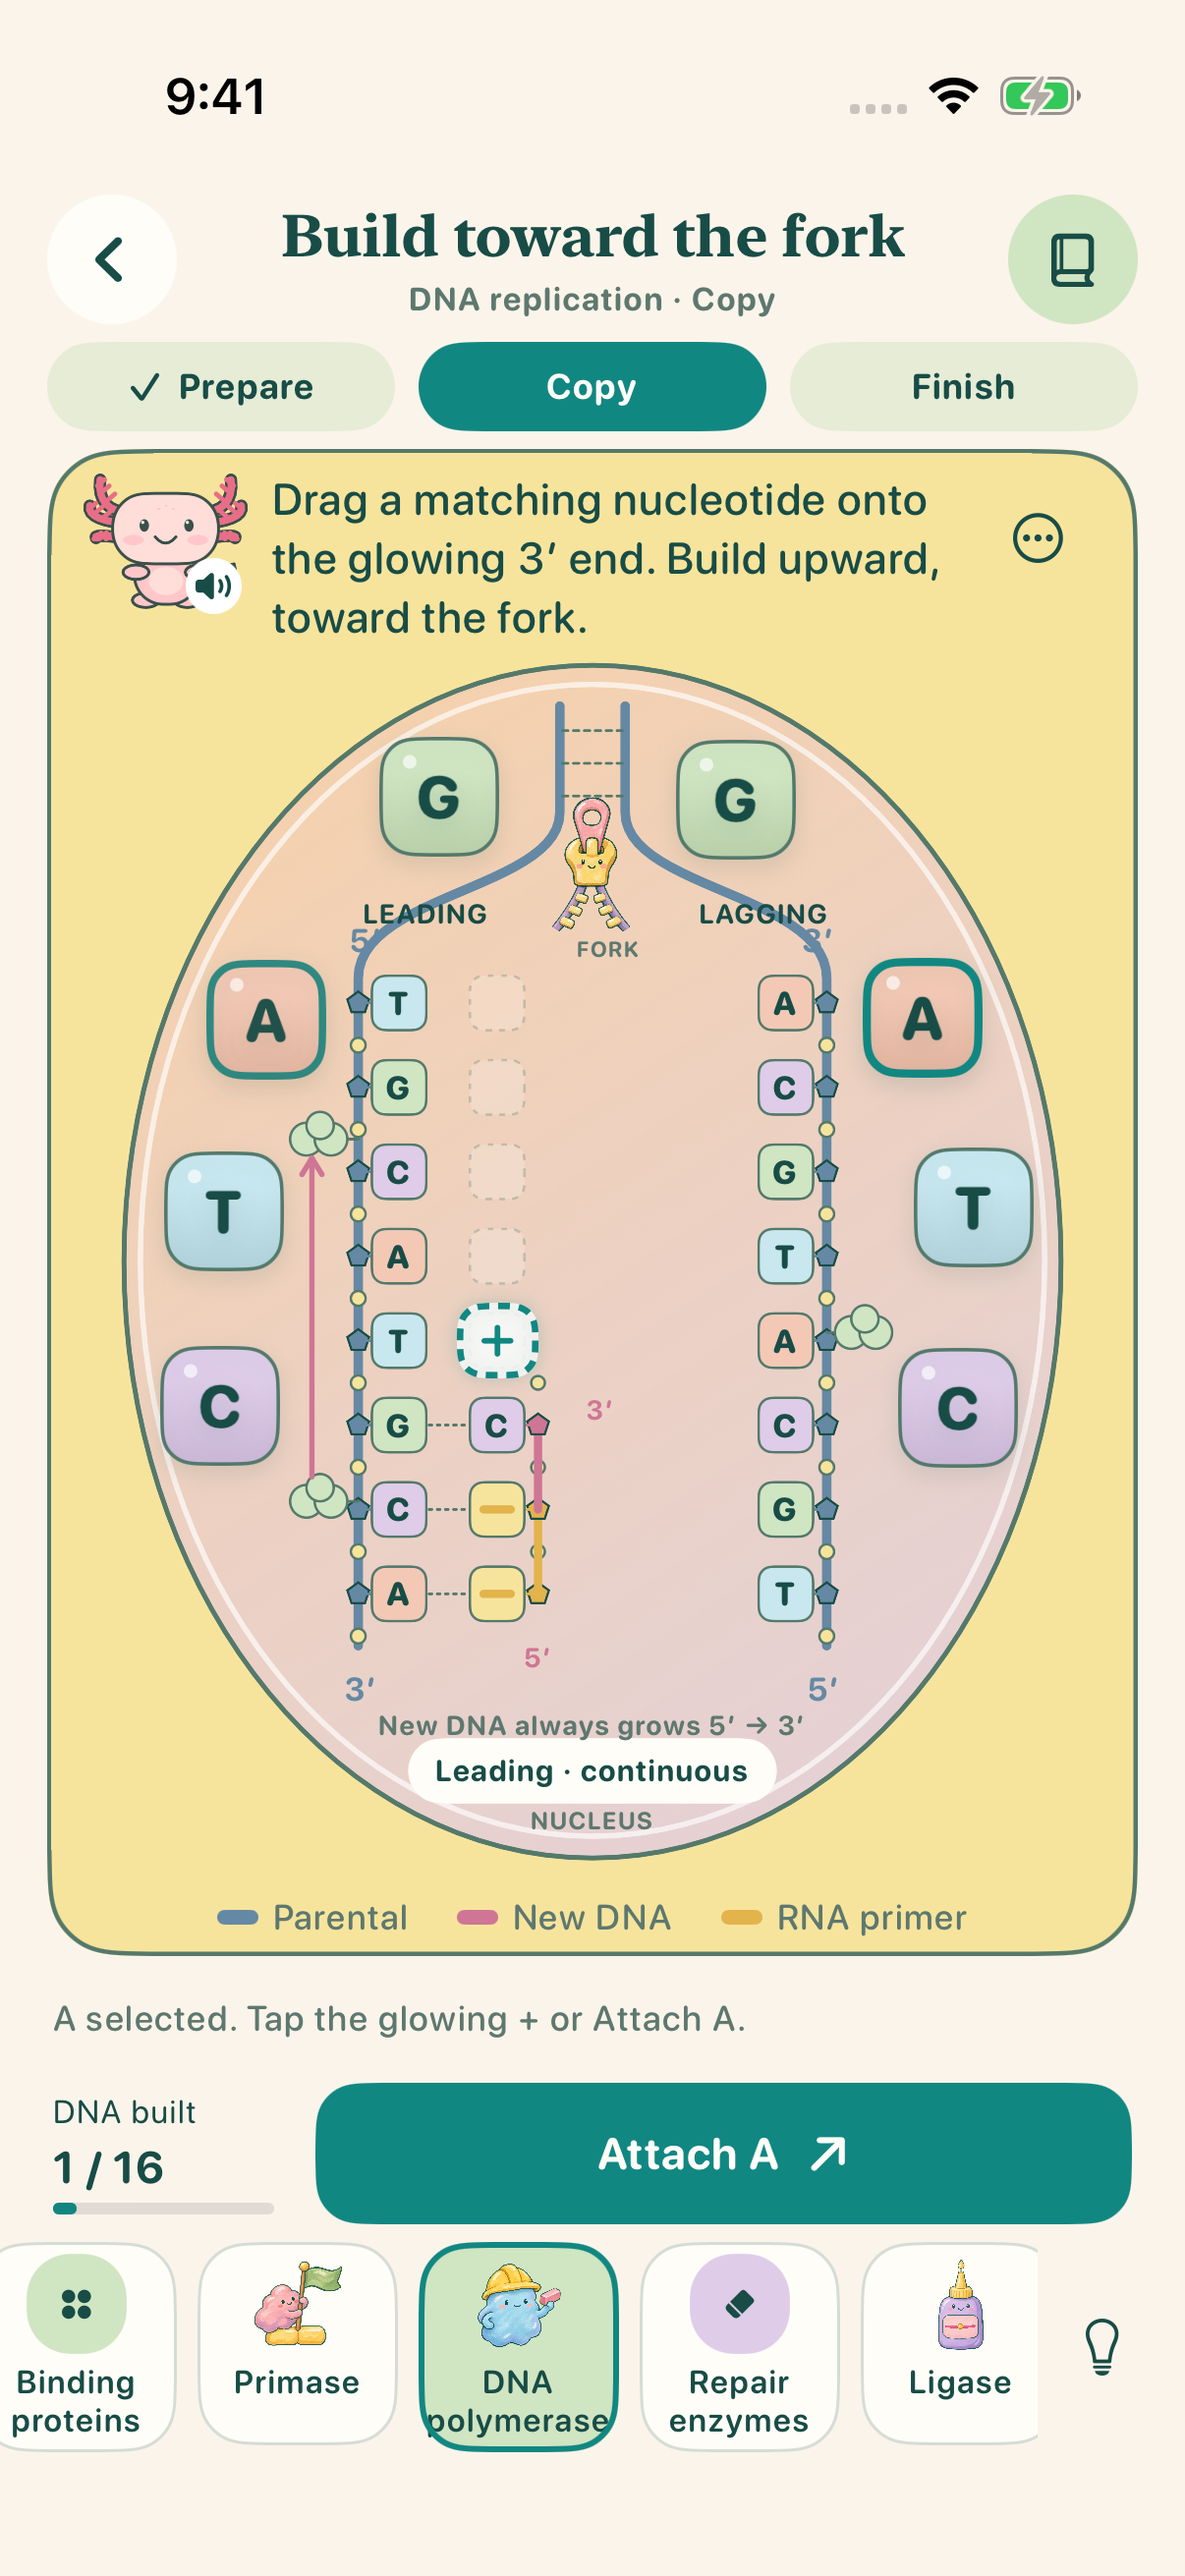 9:41
Build toward the fork
DNA replication · Copy
Prepare
Copy
Finish
Drag a matching nucleotide onto
the glowing 3′ end. Build upward,
toward the fork.
G
G
LEADING
LAGGING
5′
3′
FORK
A
T
A
A
G
C
T
C
G
T
A
T
T
T
A
C
G
C
C
C
3′
C
G
A
T
5′
3′
5′
New DNA always grows 5′ → 3′
Leading · continuous
NUCLEUS
Parental
New DNA
RNA primer
A selected. Tap the glowing + or Attach A.
DNA built
1 / 16
Attach A
Binding
proteins
Primase
DNA
polymerase
Repair
enzymes
Ligase